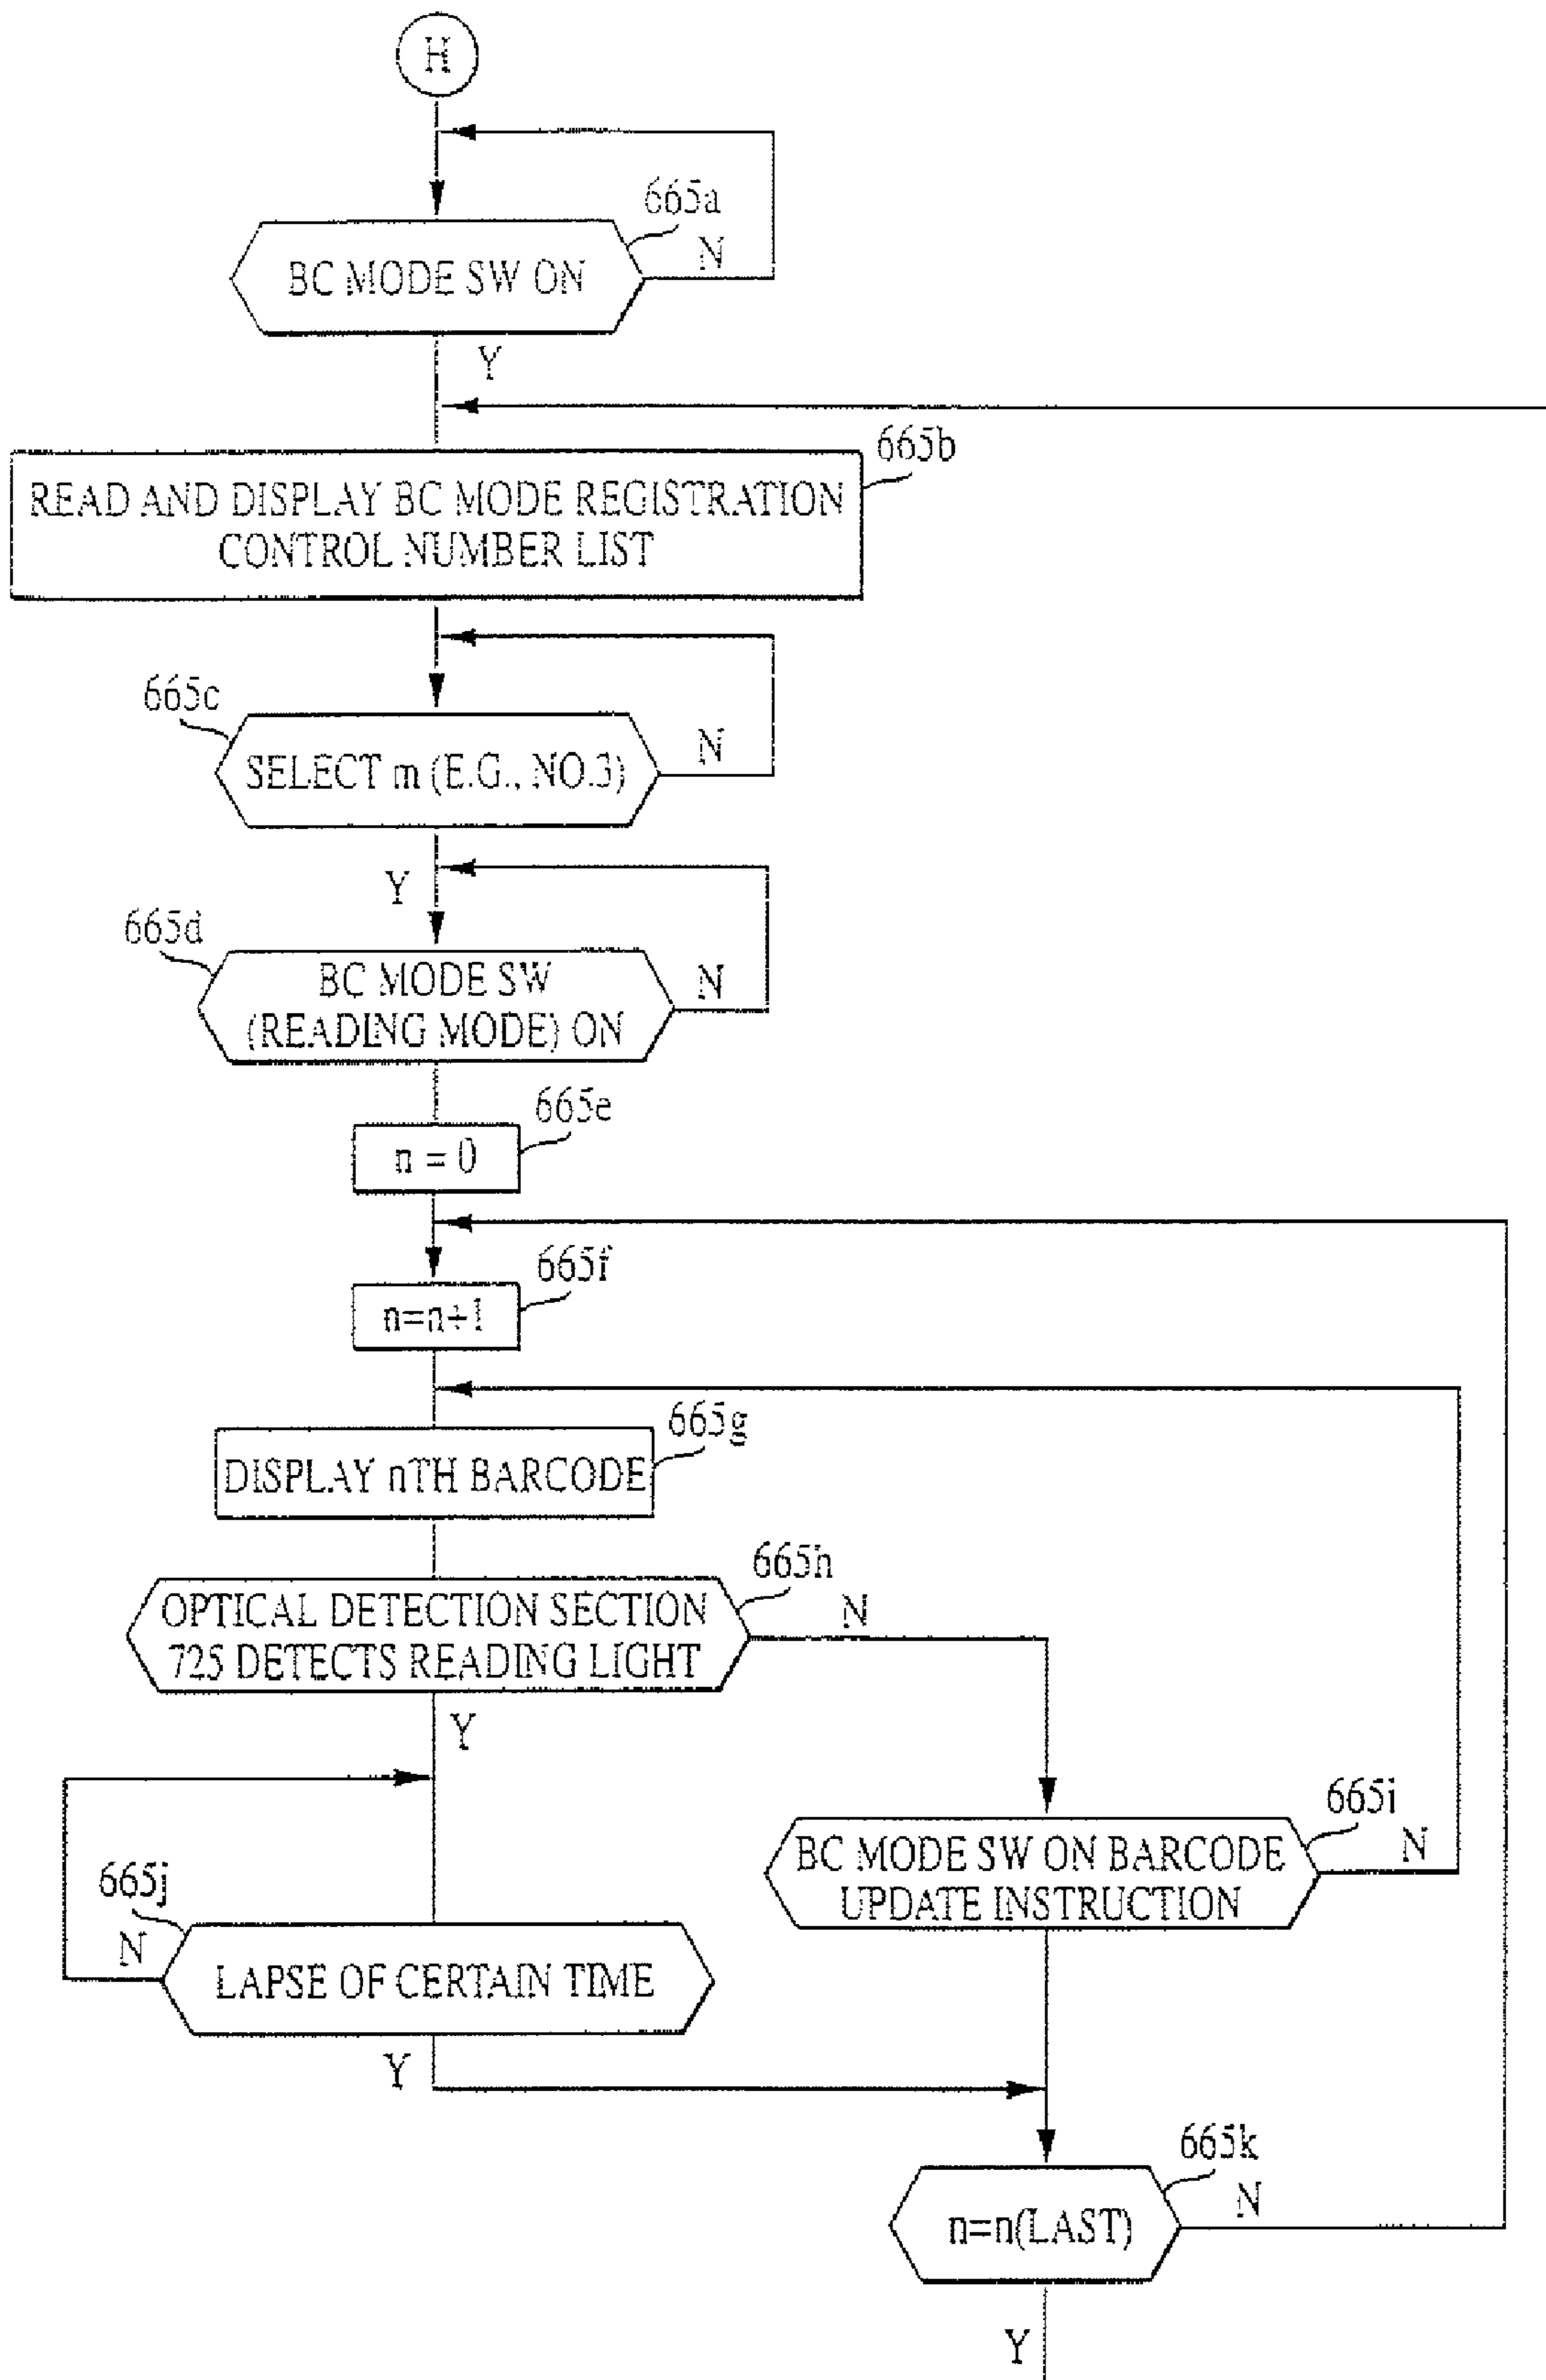 H
665a
BC MODE SW ON
N
Y
665b
READ AND DISPLAY BC MODE REGISTRATION
CONTROL NUMBER LIST
665c
SELECT m (E.G., NO.3)
N
Y
665d
BC MODE SW
(READING MODE) ON
N
665e
n = 0
665f
n=n+1
665g
DISPLAY nTH BARCODE
665h
OPTICAL DETECTION SECTION
725 DETECTS READING LIGHT
N
Y
665i
BC MODE SW ON BARCODE
UPDATE INSTRUCTION
N
665j
N
LAPSE OF CERTAIN TIME
Y
665k
n=n(LAST)
N
Y